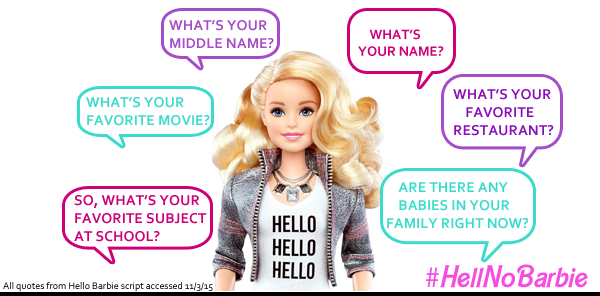 WHAT'S YOUR
MIDDLE NAME?
WHAT'S
YOUR NAME?
WHAT'S YOUR
FAVORITE MOVIE?
WHAT'S YOUR
FAVORITE
RESTAURANT?
SO, WHAT'S YOUR
FAVORITE SUBJECT
AT SCHOOL?
ARE THERE ANY
BABIES IN YOUR
FAMILY RIGHT NOW?
HELLO
HELLO
HELLO
#HellNoBarbie
All quotes from Hello Barbie script accessed 11/3/15